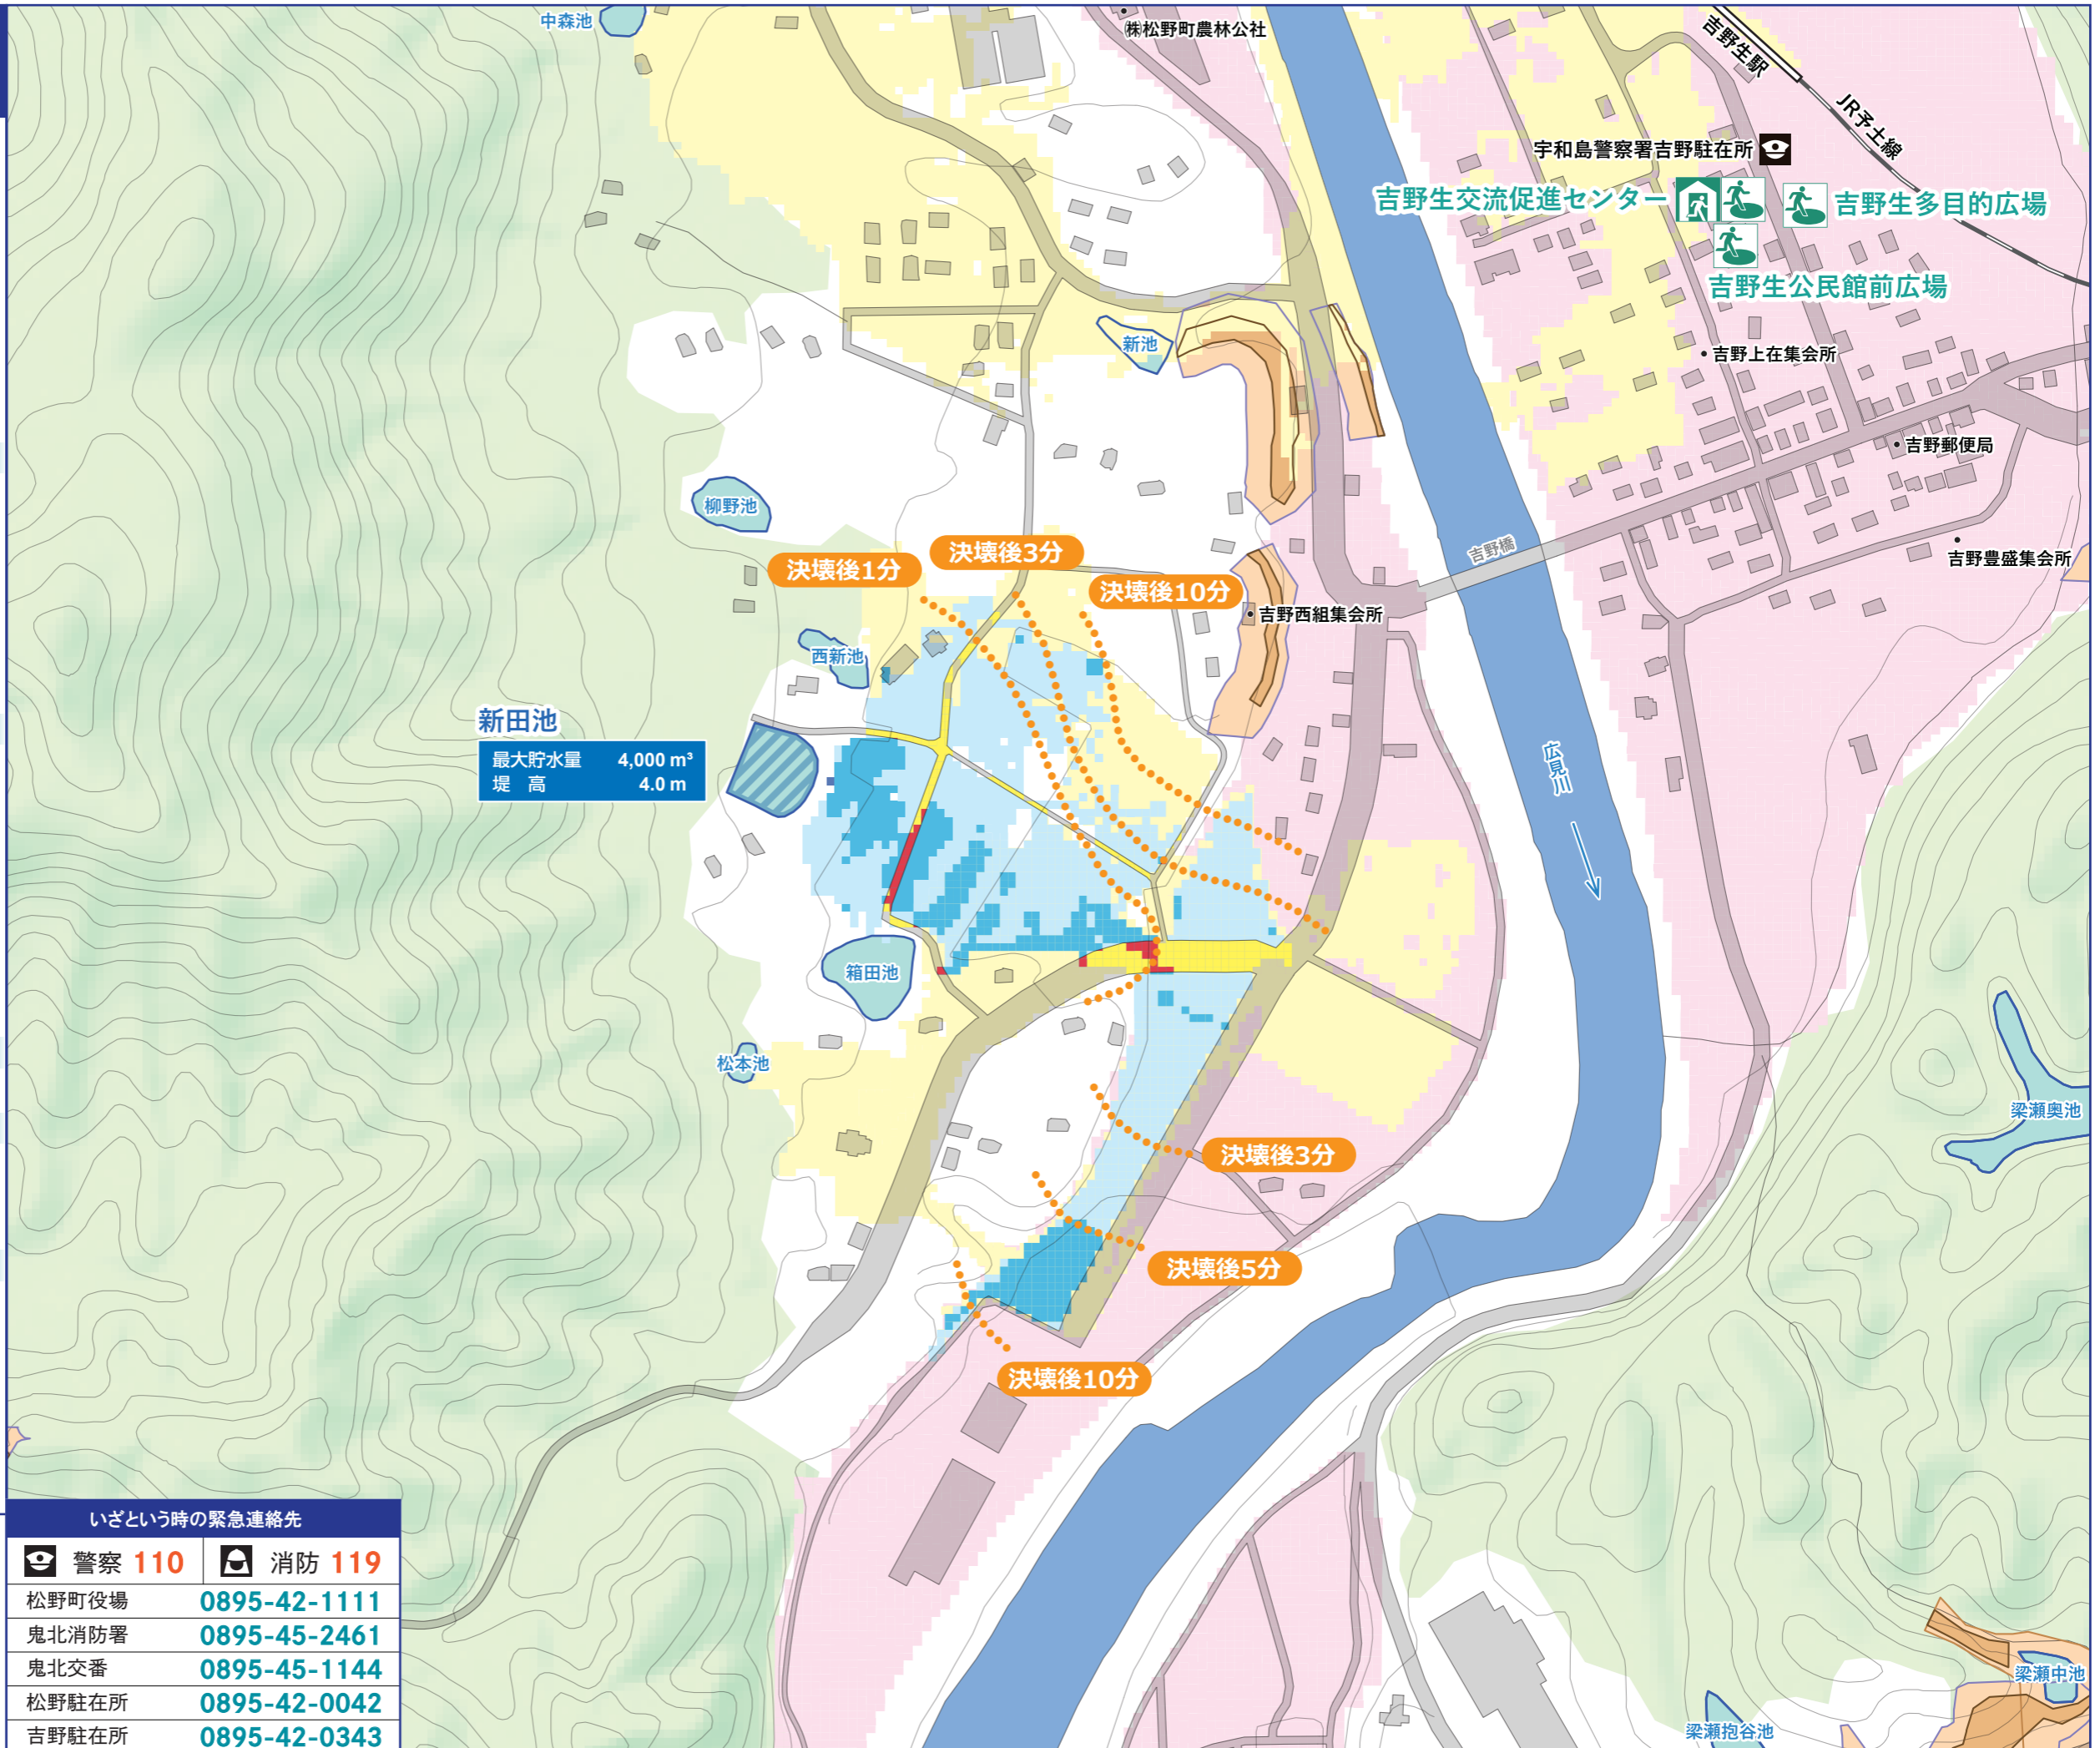 中森池
㈱松野町農林公社
吉野生駅
JR予土線
宇和島警察署吉野駐在所
吉野生交流促進センター
吉野生多目的広場
吉野生公民館前広場
新池
吉野上在集会所
吉野郵便局
柳野池
吉野橋
吉野豊盛集会所
決壊後1分
決壊後3分
決壊後10分
吉野西組集会所
西新池
新田池
最大貯水量 4,000 m³
堤 高 4.0 m
広見川
箱田池
松本池
梁瀬奥池
決壊後3分
決壊後5分
決壊後10分
いざという時の緊急連絡先
警察 110 消防 119
松野町役場 0895-42-1111
鬼北消防署 0895-45-2461
鬼北交番 0895-45-1144
松野駐在所 0895-42-0042
吉野駐在所 0895-42-0343
梁瀬中池
梁瀬抱谷池